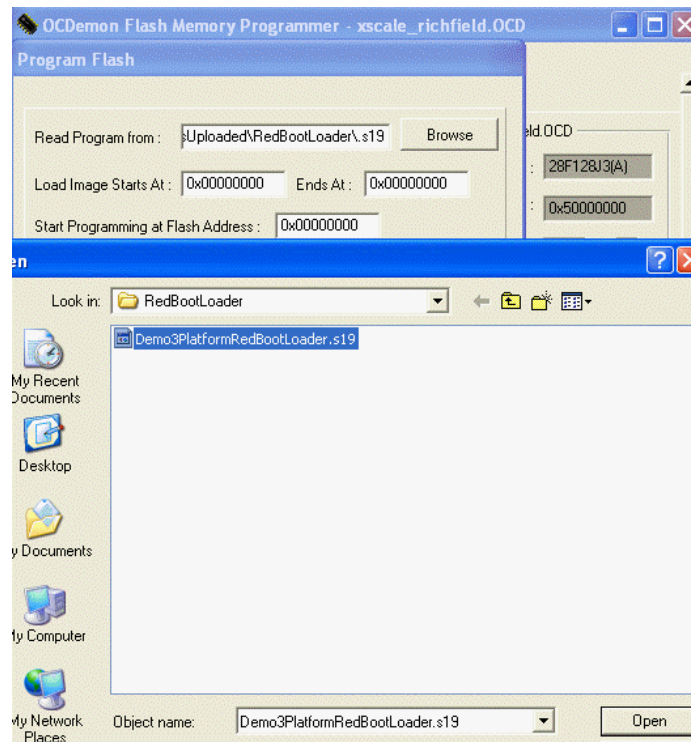 OCDemon Flash Memory Programmer - xscale_richfield.OCD
Program Flash
Read Program from : sUploaded\RedBootLoader\.s19 Browse
eld.OCD
Load Image Starts At : 0x00000000 Ends At : 0x00000000
: 28F128J3(A)
Start Programming at Flash Address : 0x00000000
: 0x50000000
en
Look in: RedBootLoader
Demo3PlatformRedBootLoader.s19
My Recent
Documents
Desktop
y Documents
My Computer
My Network
Places
Object name: Demo3PlatformRedBootLoader.s19 Open